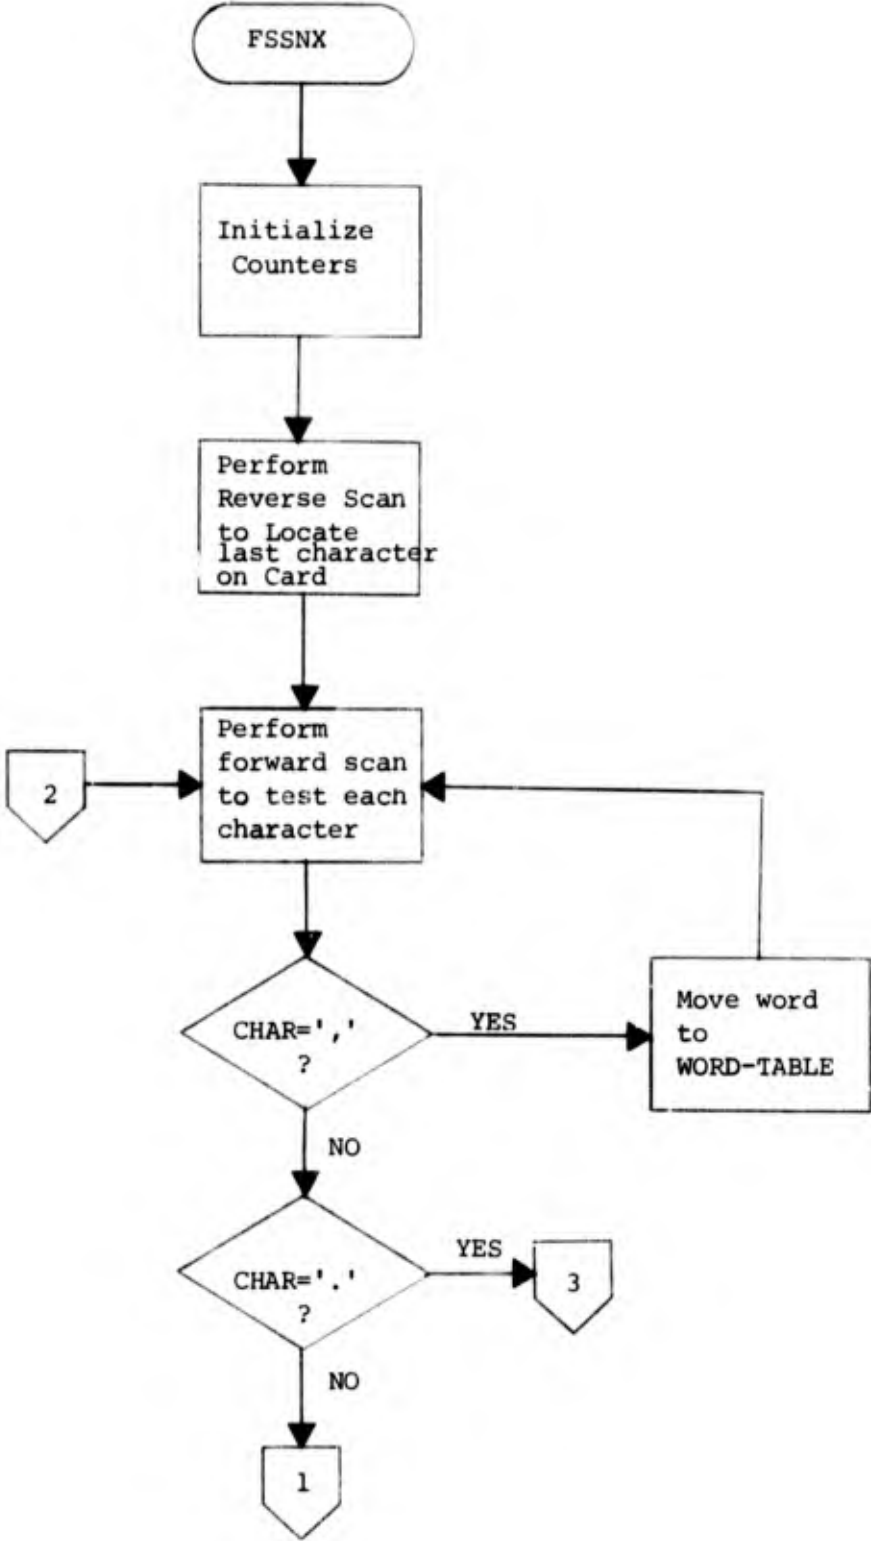 FSSNX
Initialize
Counters
Perform
Reverse Scan
to Locate
last character
on Card
Perform
forward scan
to test each
character
2
CHAR=','
?
YES
Move word
to
WORD-TABLE
NO
CHAR='.'
?
YES
3
NO
1